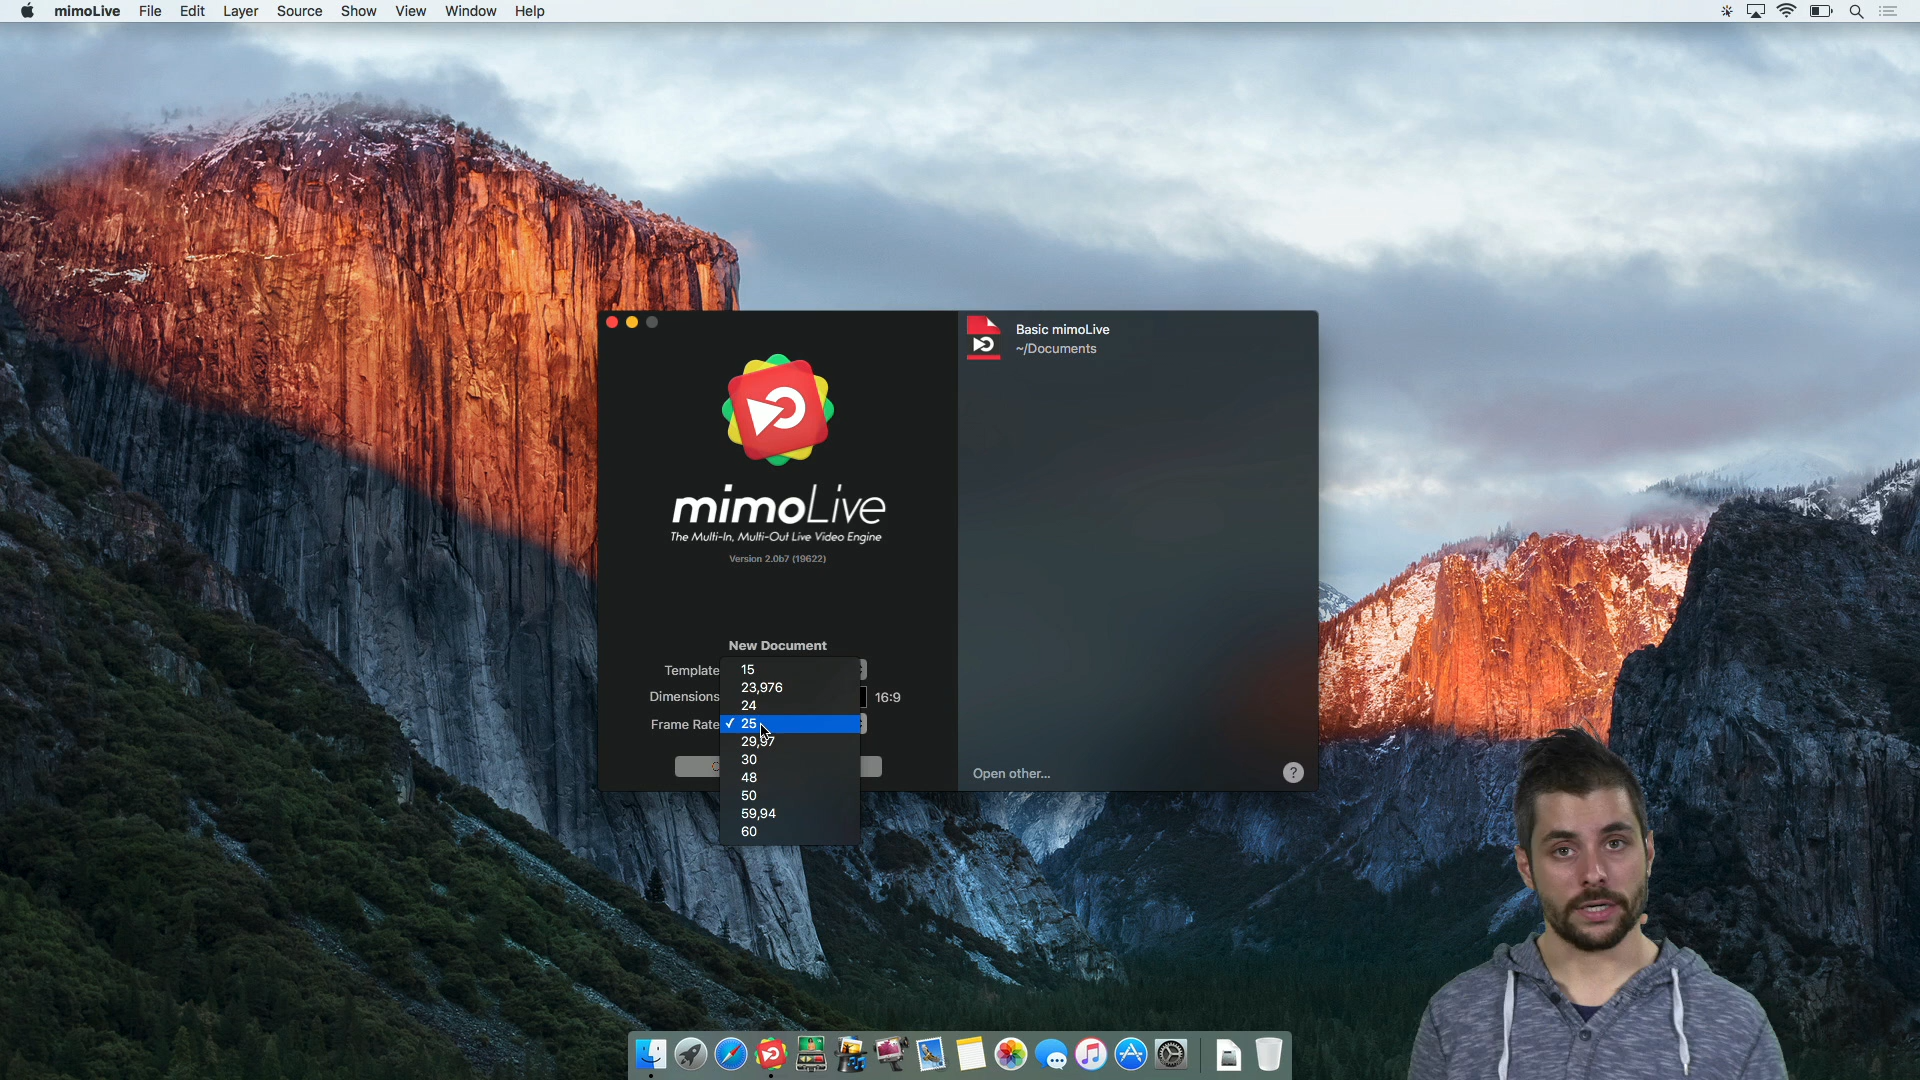 mimoLive File Edit Layer Source Show View Window Help
Basic mimoLive
~/Documents
mimoLive
The Multi-In, Multi-Out Live Video Engine
Version 2.0b7 (19622)
New Document
Template
15
23,976
Dimensions
16:9
24
Frame Rate
✓ 25
29,97
30
48
50
59,94
60
Open other...
?